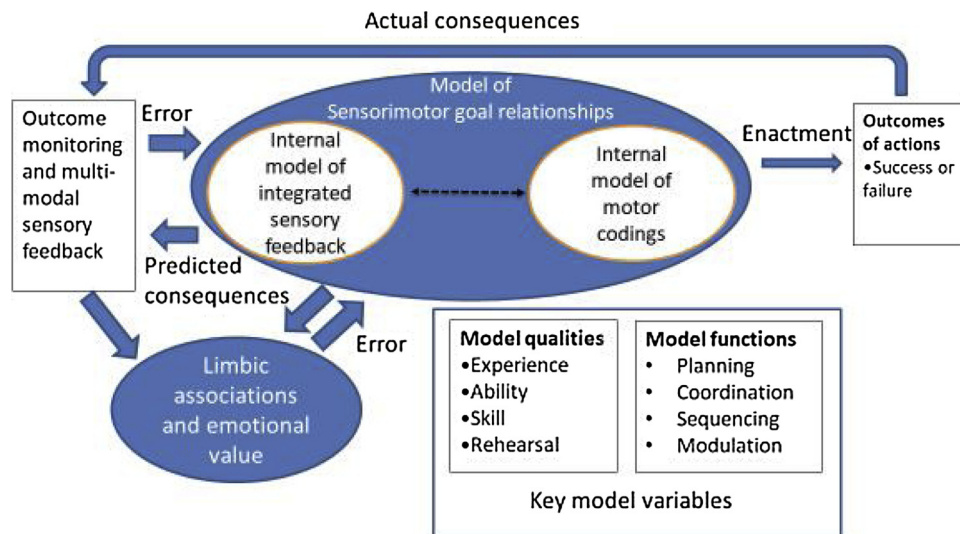 Actual consequences
Outcome
monitoring
and multi-
modal
sensory
feedback
Error
Predicted
consequences
Model of
Sensorimotor goal relationships
Internal
model of
integrated
sensory
feedback
Internal
model of
motor
codings
Enactment
Outcomes
of actions
•Success or
failure
Error
Limbic
associations
and emotional
value
Model qualities
•Experience
•Ability
•Skill
•Rehearsal
Model functions
• Planning
• Coordination
• Sequencing
• Modulation
Key model variables